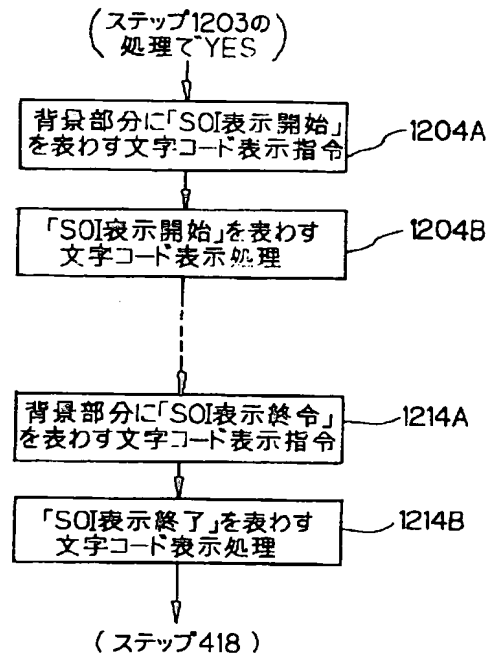 (ステップ1203の
処理でYES)
背景部分に「SOI表示開始」
を表わす文字コード表示指令
1204A
「SOI表示開始」を表わす
文字コード表示処理
1204B
背景部分に「SOI表示終令」
を表わす文字コード表示指令
1214A
「SOI表示終了」を表わす
文字コード表示処理
1214B
(ステップ418)